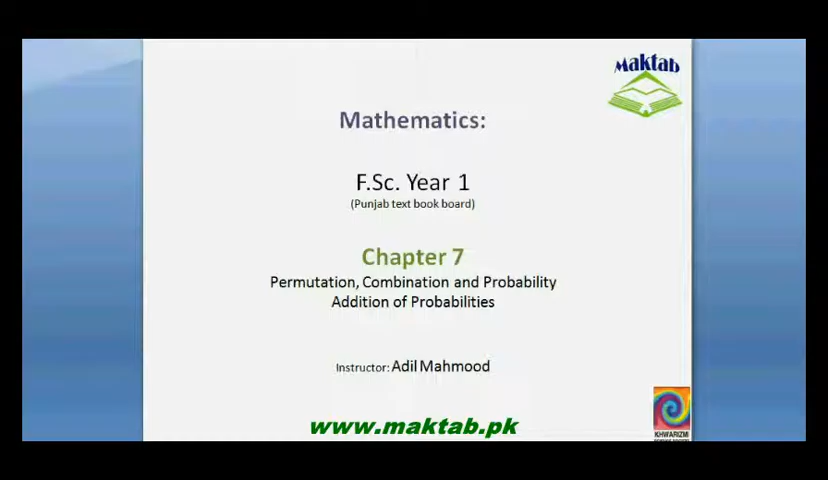 Maktab
Mathematics:
F.Sc. Year 1
(Punjab text book board)
Chapter 7
Permutation, Combination and Probability
Addition of Probabilities
Instructor: Adil Mahmood
www.maktab.pk
KHWARIZMI